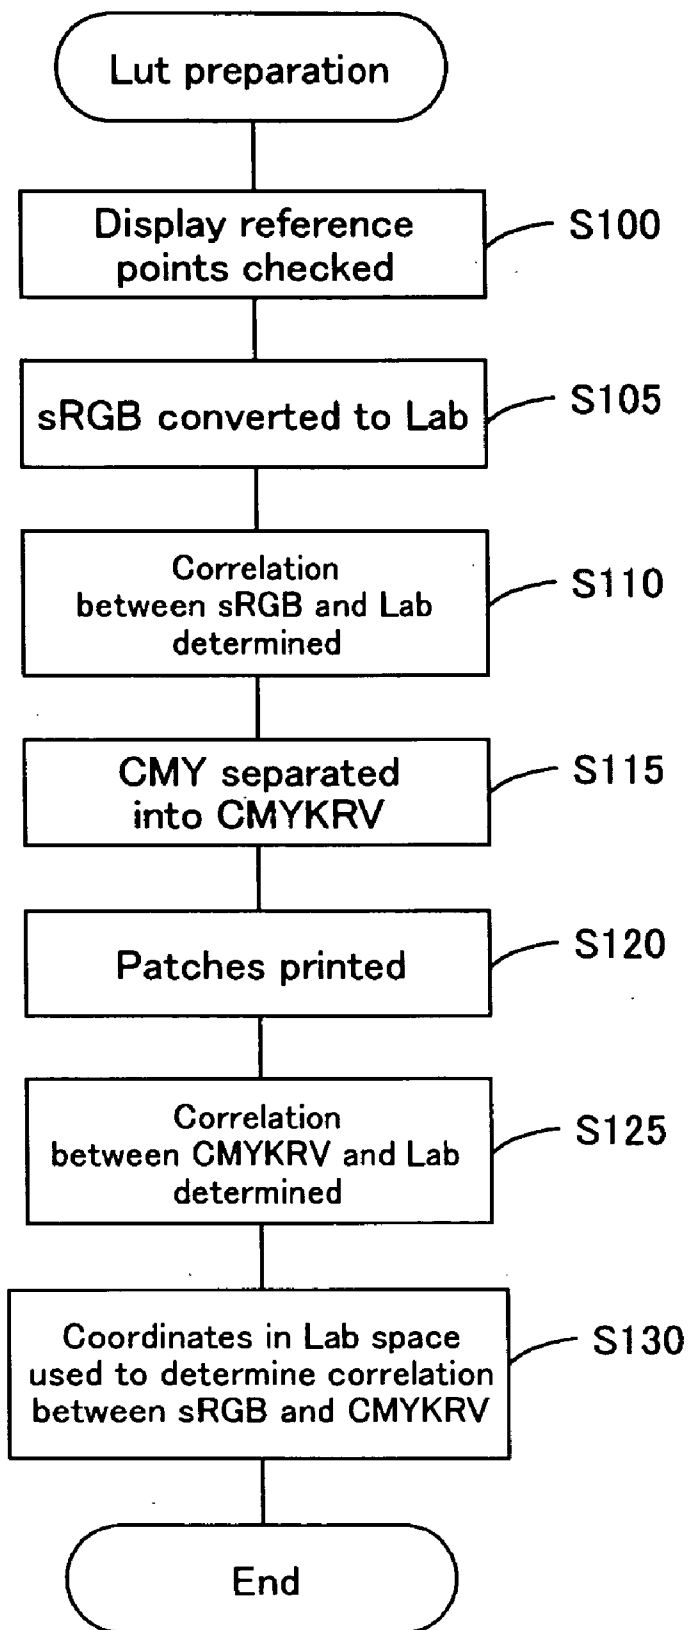 Lut preparation
Display reference
points checked
S100
sRGB converted to Lab
S105
Correlation
between sRGB and Lab
determined
S110
CMY separated
into CMYKRV
S115
Patches printed
S120
Correlation
between CMYKRV and Lab
determined
S125
Coordinates in Lab space
used to determine correlation
between sRGB and CMYKRV
S130
End